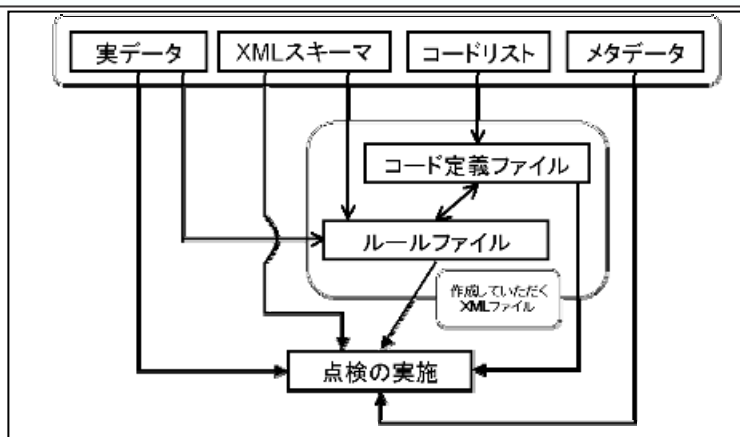 実データ
XMLスキーマ
コードリスト
メタデータ
コード定義ファイル
ルールファイル
作成していただく
XMLファイル
点検の実施